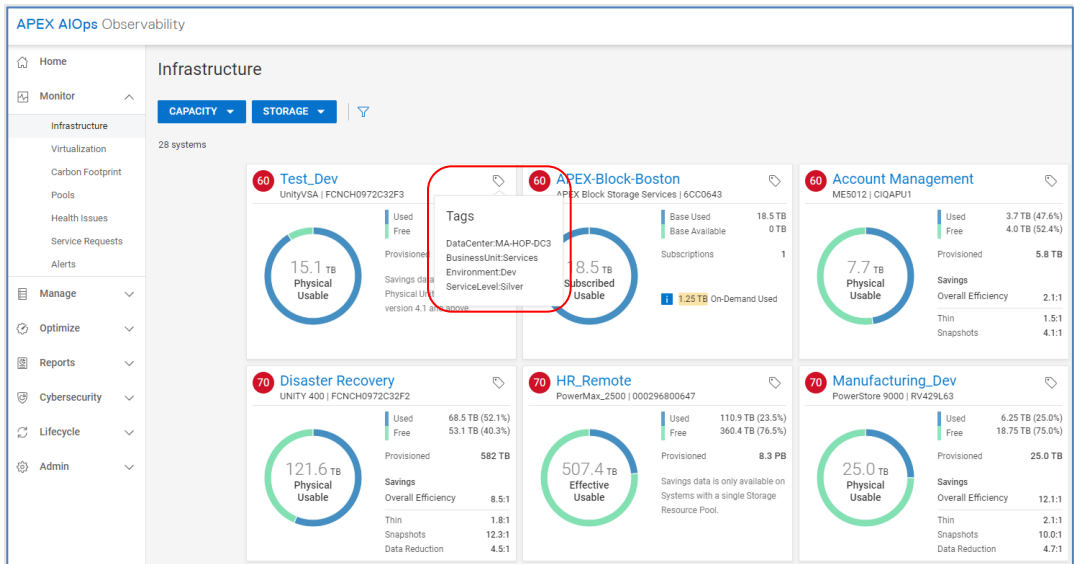 APEX AIOps Observability
Home
Monitor
Infrastructure
Virtualization
Carbon Footprint
Pools
Health Issues
Service Requests
Alerts
Manage
Optimize
Reports
Cybersecurity
Lifecycle
Admin
Infrastructure
CAPACITY
STORAGE
28 systems
60 Test_Dev
UnityVSA | FCNCH0972C32F3
15.1 TB
Physical
Usable
Used
Free
Provisioned
Savings data
Physical Unit
version 4.1 and above
Tags
DataCenter:MA-HOP-DC3
BusinessUnit:Services
Environment:Dev
ServiceLevel:Silver
60 APEX-Block-Boston
APEX Block Storage Services | 6CC0643
18.5 TB
Subscribed
Usable
Base Used 18.5 TB
Base Available 0 TB
Subscriptions 1
1.25 TB On-Demand Used
60 Account Management
ME5012 | CIQAPU1
7.7 TB
Physical
Usable
Used 3.7 TB (47.6%)
Free 4.0 TB (52.4%)
Provisioned 5.8 TB
Savings
Overall Efficiency 2.1:1
Thin 1.5:1
Snapshots 4.1:1
70 Disaster Recovery
UNITY 400 | FCNCH0972C32F2
121.6 TB
Physical
Usable
Used 68.5 TB (52.1%)
Free 53.1 TB (40.3%)
Provisioned 582 TB
Savings
Overall Efficiency 8.5:1
Thin 1.8:1
Snapshots 12.3:1
Data Reduction 4.5:1
70 HR_Remote
PowerMax_2500 | 000296800647
507.4 TB
Effective
Usable
Used 110.9 TB (23.5%)
Free 360.4 TB (76.5%)
Provisioned 8.3 PB
Savings data is only available on
Systems with a single Storage
Resource Pool.
70 Manufacturing_Dev
PowerStore 9000 | RV429L63
25.0 TB
Physical
Usable
Used 6.25 TB (25.0%)
Free 18.75 TB (75.0%)
Provisioned 25.0 TB
Savings
Overall Efficiency 12.1:1
Thin 2.1:1
Snapshots 10.0:1
Data Reduction 4.7:1